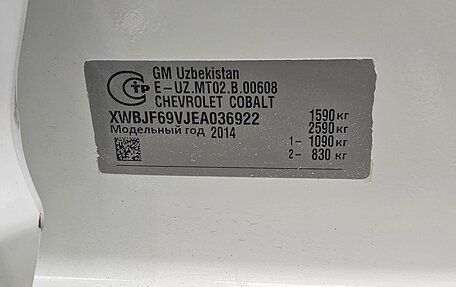 GM Uzbekistan
E-UZ.MT02.B.00608
CHEVROLET COBALT
XWBJF69VJEA036922 1590 кг
Модельный год 2014 2590 кг
1- 1090 кг
2- 830 кг